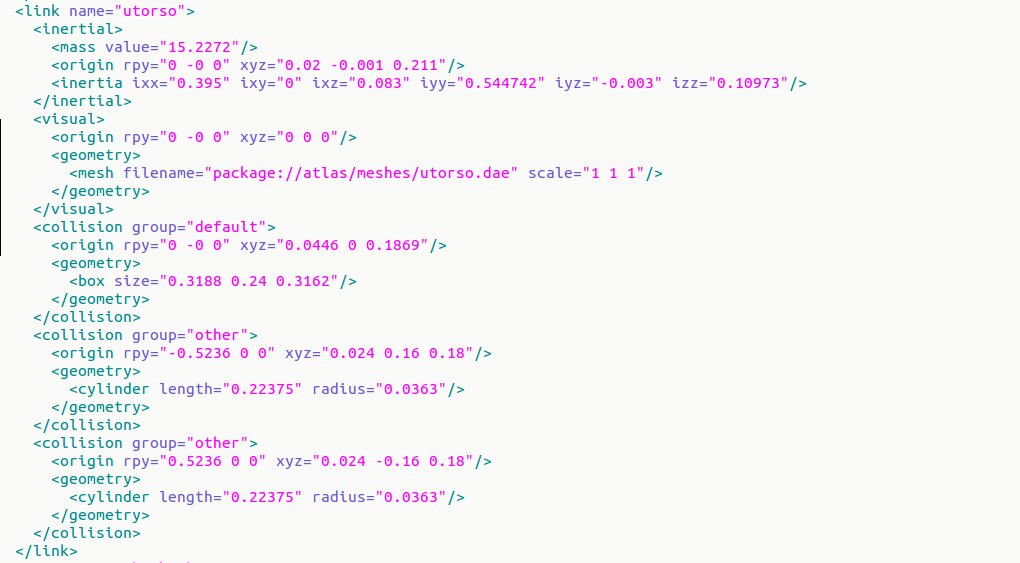 <link name="utorso">
<inertial>
<mass value="15.2272"/>
<origin rpy="0 -0 0" xyz="0.02 -0.001 0.211"/>
<inertia ixx="0.395" ixy="0" ixz="0.083" iyy="0.544742" iyz="-0.003" izz="0.10973"/>
</inertial>
<visual>
<origin rpy="0 -0 0" xyz="0 0 0"/>
<geometry>
<mesh filename="package://atlas/meshes/utorso.dae" scale="1 1 1"/>
</geometry>
</visual>
<collision group="default">
<origin rpy="0 -0 0" xyz="0.0446 0 0.1869"/>
<geometry>
<box size="0.3188 0.24 0.3162"/>
</geometry>
</collision>
<collision group="other">
<origin rpy="-0.5236 0 0" xyz="0.024 0.16 0.18"/>
<geometry>
<cylinder length="0.22375" radius="0.0363"/>
</geometry>
</collision>
<collision group="other">
<origin rpy="0.5236 0 0" xyz="0.024 -0.16 0.18"/>
<geometry>
<cylinder length="0.22375" radius="0.0363"/>
</geometry>
</collision>
</link>